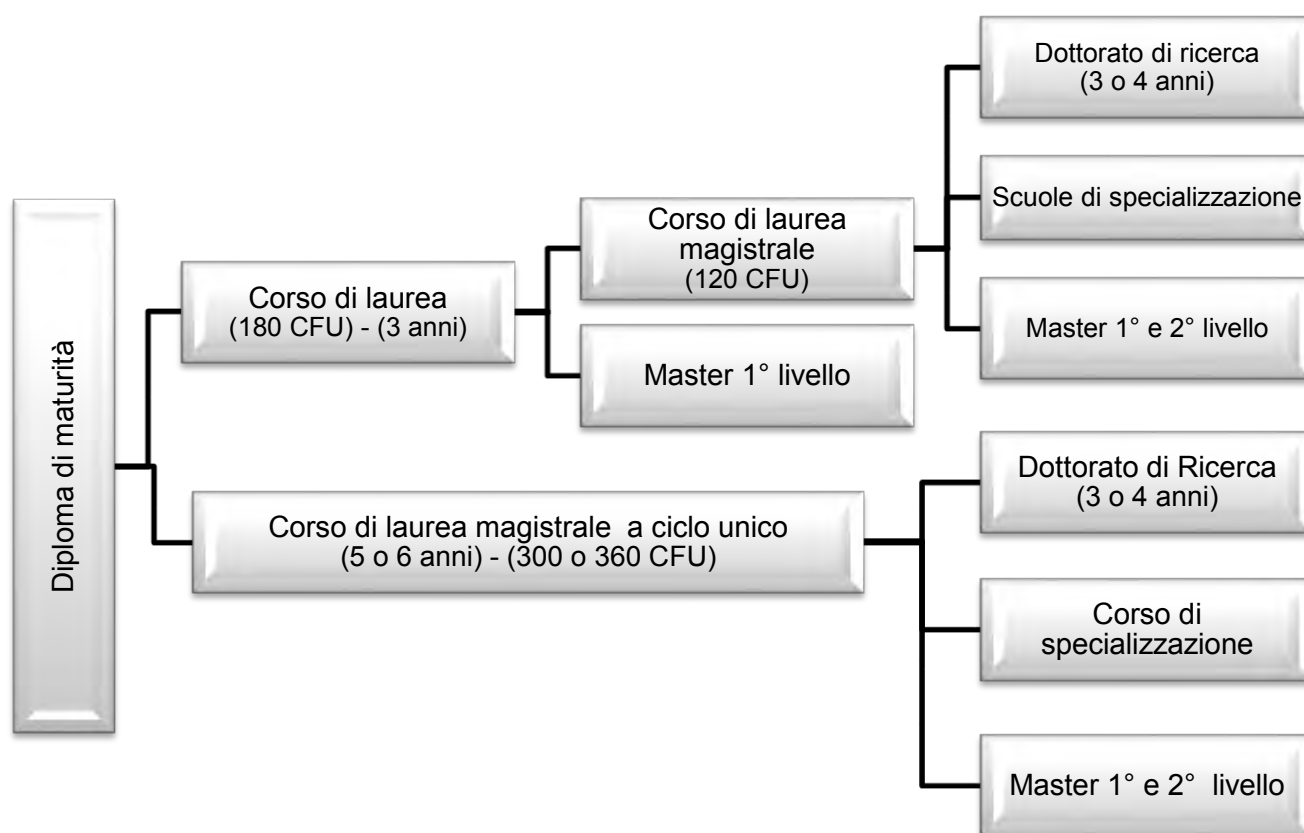 Diploma di maturità
Corso di laurea
(180 CFU) - (3 anni)
Corso di laurea
magistrale
(120 CFU)
Master 1° livello
Dottorato di ricerca
(3 o 4 anni)
Scuole di specializzazione
Master 1° e 2° livello
Corso di laurea magistrale a ciclo unico
(5 o 6 anni) - (300 o 360 CFU)
Dottorato di Ricerca
(3 o 4 anni)
Corso di
specializzazione
Master 1° e 2° livello